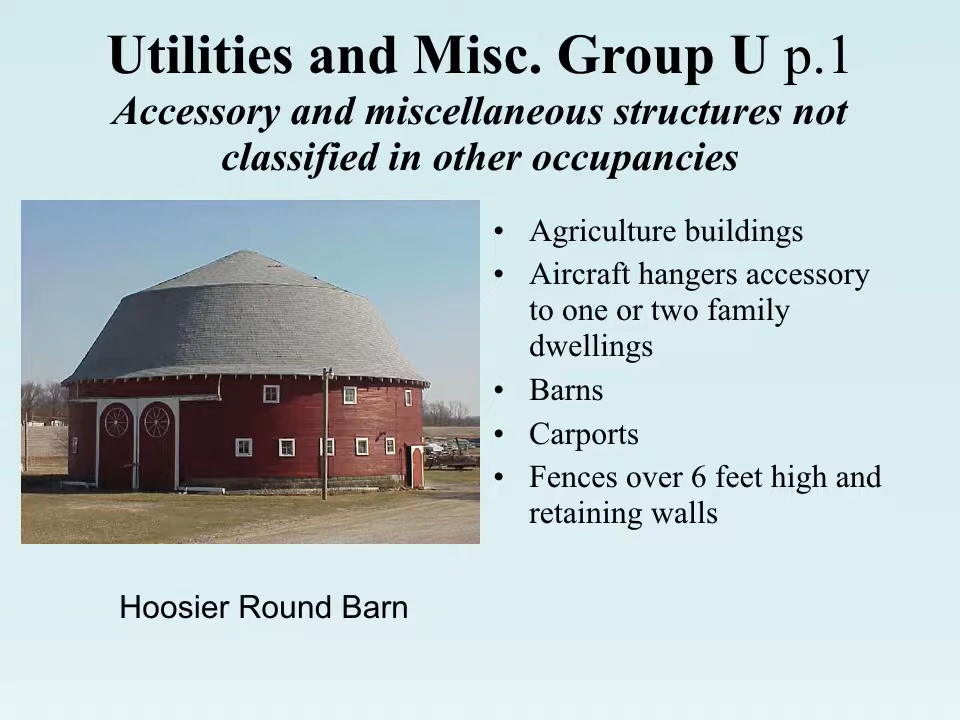 Utilities and Misc. Group U p.1
Accessory and miscellaneous structures not
classified in other occupancies
• Agriculture buildings
• Aircraft hangers accessory
to one or two family
dwellings
• Barns
• Carports
• Fences over 6 feet high and
retaining walls
Hoosier Round Barn